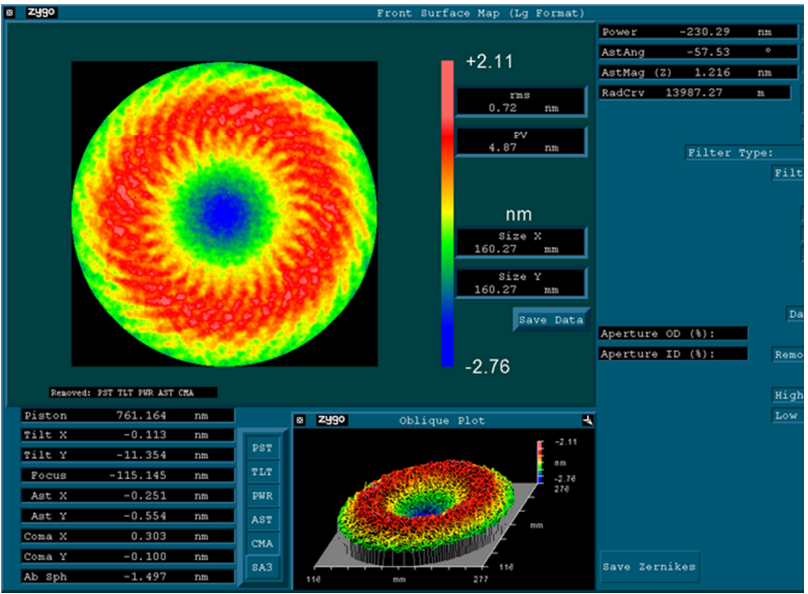 zygo Front Surface Map (Lg Format)
+2.11
rms
0.72 nm
PV
4.87 nm
nm
Size X
160.27 mm
Size Y
160.27 mm
Save Data
-2.76
Removed: PST TLT PWR AST CMA
Power -230.29 nm
AstAng -57.53 °
AstMag (Z) 1.216 nm
RadCrv 13987.27 m
Filter Type:
Filt
Da
Aperture OD (%):
Aperture ID (%):
Remo
High
Low
Save Zernikes
Piston 761.164 nm
Tilt X -0.113 nm
Tilt Y -11.354 nm
Focus -115.145 nm
Ast X -0.251 nm
Ast Y -0.554 nm
Coma X 0.303 nm
Coma Y -0.100 nm
Ab Sph -1.497 nm
PST
TLT
PWR
AST
CMA
SA3
zygo Oblique Plot
-2.11
nm
-2.76
276
mm
116
116
mm
277